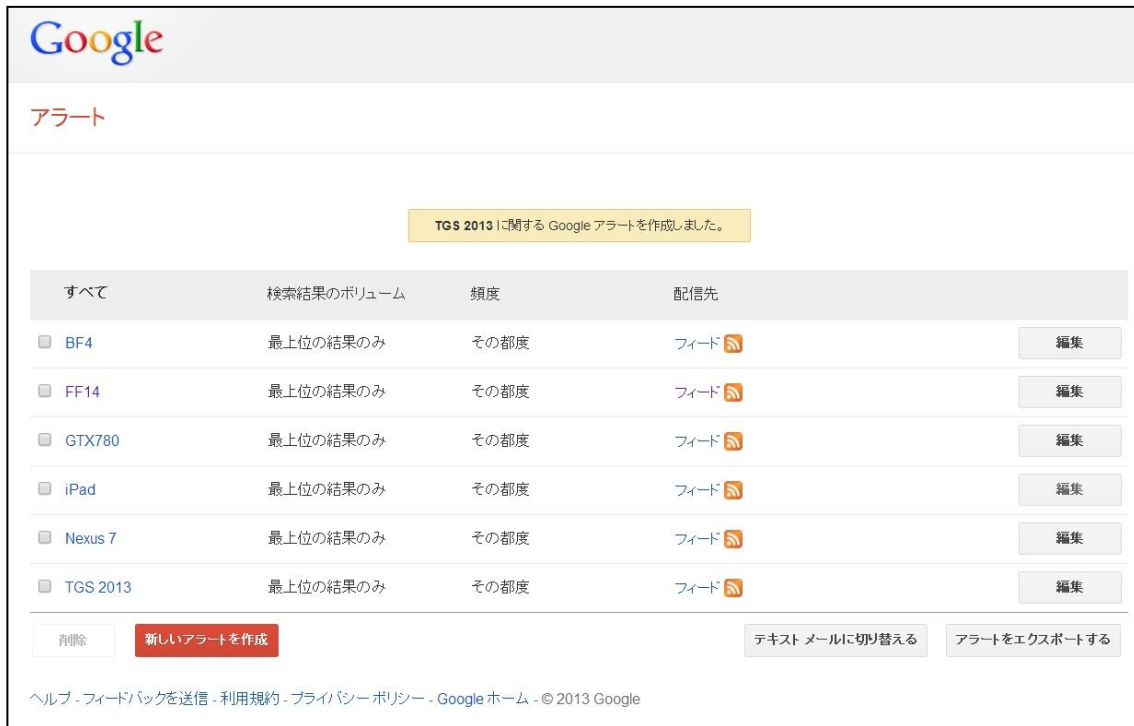 Google
アラート
TGS 2013 に関する Google アラートを作成しました。
すべて 検索結果のボリューム 頻度 配信先
BF4 最上位の結果のみ その都度 フィード 編集
FF14 最上位の結果のみ その都度 フィード 編集
GTX780 最上位の結果のみ その都度 フィード 編集
iPad 最上位の結果のみ その都度 フィード 編集
Nexus 7 最上位の結果のみ その都度 フィード 編集
TGS 2013 最上位の結果のみ その都度 フィード 編集
削除 新しいアラートを作成 テキスト メールに切り替える アラートをエクスポートする
ヘルプ - フィードバックを送信 - 利用規約 - プライバシー ポリシー - Google ホーム - © 2013 Google